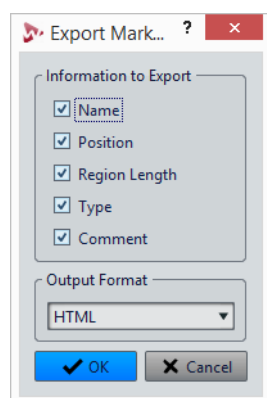 Export Mark... ? ×
Information to Export
Name
Position
Region Length
Type
Comment
Output Format
HTML
OK Cancel